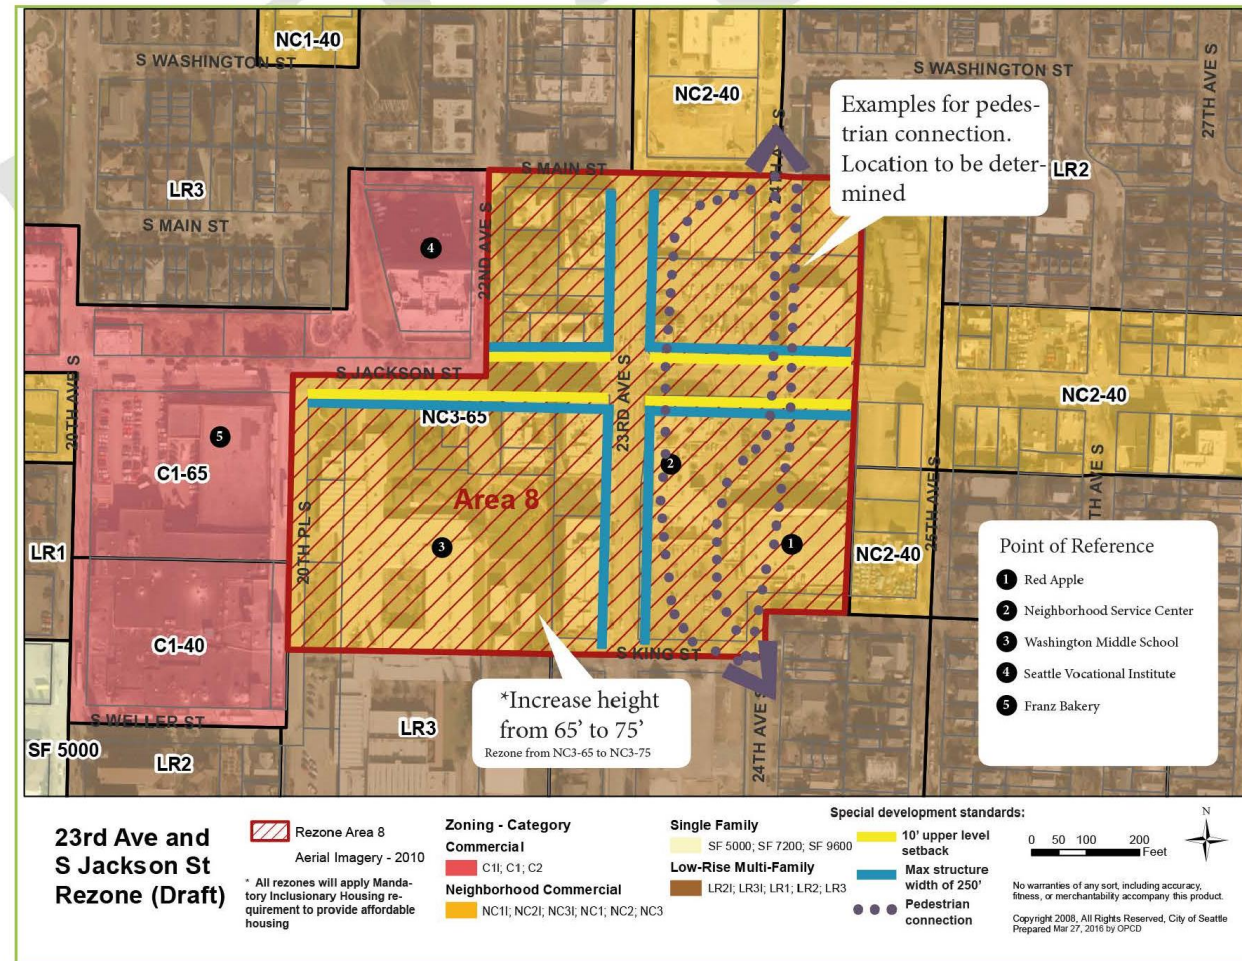 NC1-40
S WASHINGTON ST
S WASHINGTON ST
27TH AVE S
NC2-40
Examples for pedes-
trian connection.
Location to be deter-
mined
S MAIN ST
LR2
LR3
S MAIN ST
22ND AVE S
4
S JACKSON ST
20TH AVE S
23RD AVE S
NC3-65
NC2-40
5
C1-65
2
Area 8
25TH AVE S
TH AVE S
3
1
NC2-40
LR1
20TH PL S
Point of Reference
1 Red Apple
2 Neighborhood Service Center
3 Washington Middle School
4 Seattle Vocational Institute
5 Franz Bakery
C1-40
S KING ST
*Increase height
from 65’ to 75’
Rezone from NC3-65 to NC3-75
S WELLER ST
LR3
24TH AVE S
SF 5000
LR2
23rd Ave and
S Jackson St
Rezone (Draft)
Rezone Area 8
Aerial Imagery - 2010
* All rezones will apply Manda-
tory Inclusionary Housing re-
quirement to provide affordable
housing
Zoning - Category
Commercial
C1I; C1; C2
Neighborhood Commercial
NC1I; NC2I; NC3I; NC1; NC2; NC3
Single Family
SF 5000; SF 7200; SF 9600
Low-Rise Multi-Family
LR2I; LR3I; LR1; LR2; LR3
Special development standards:
10’ upper level
setback
Max structure
width of 250’
Pedestrian
connection
0 50 100 200
Feet
N
No warranties of any sort, including accuracy,
fitness, or merchantability accompany this product.
Copyright 2008, All Rights Reserved, City of Seattle
Prepared Mar 27, 2016 by OPCD